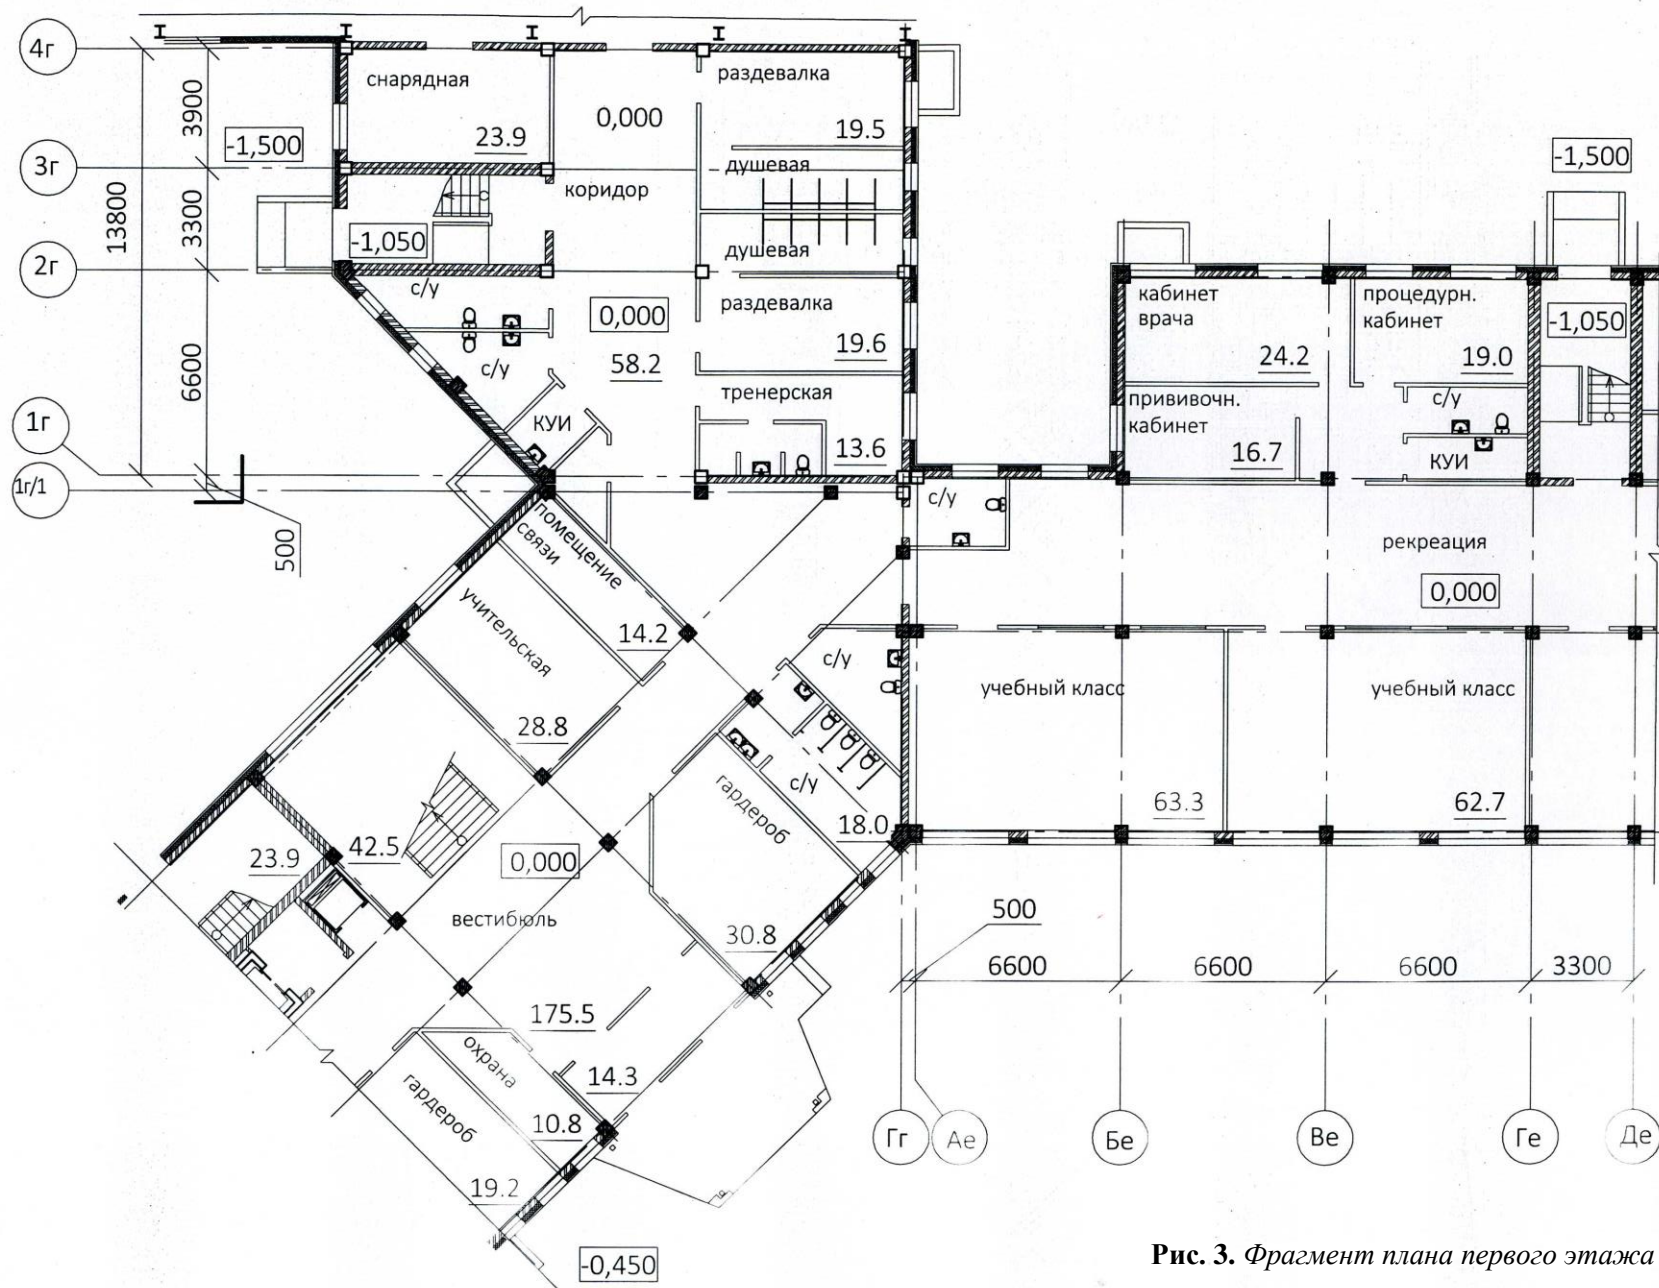 4г
3г
2г
1г
1г/1
13800
3900
3300
6600
500
-1,500
снарядная
23.9
0,000
раздевалка
19.5
душевая
коридор
-1,050
душевая
с/у
0,000
58.2
раздевалка
19.6
с/у
КУИ
тренерская
13.6
-1,500
кабинет
врача
24.2
процедурн.
кабинет
19.0
-1,050
прививочн.
кабинет
16.7
с/у
КУИ
с/у
рекреация
0,000
помещение
связи
14.2
учительская
28.8
с/у
учебный класс
63.3
учебный класс
62.7
гардероб
30.8
с/у
18.0
23.9
42.5
0,000
вестибюль
175.5
14.3
охрана
10.8
гардероб
19.2
-0,450
500
6600
6600
6600
3300
Гг
Ае
Бе
Ве
Ге
Де
Рис. 3. Фрагмент плана первого этажа